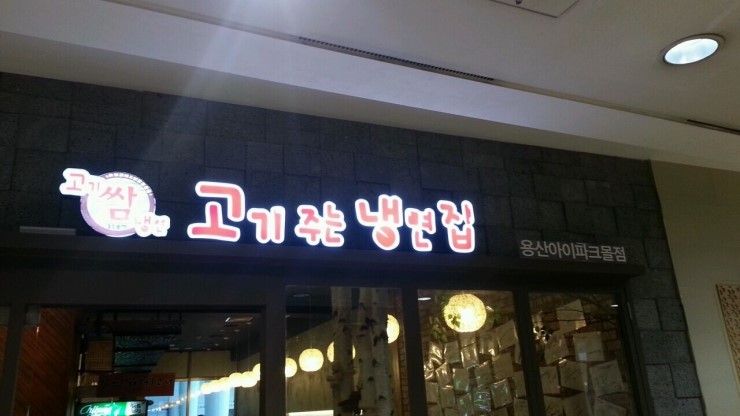 고기
쌈
냉면
고기 주는 냉면집
용산아이파크몰점